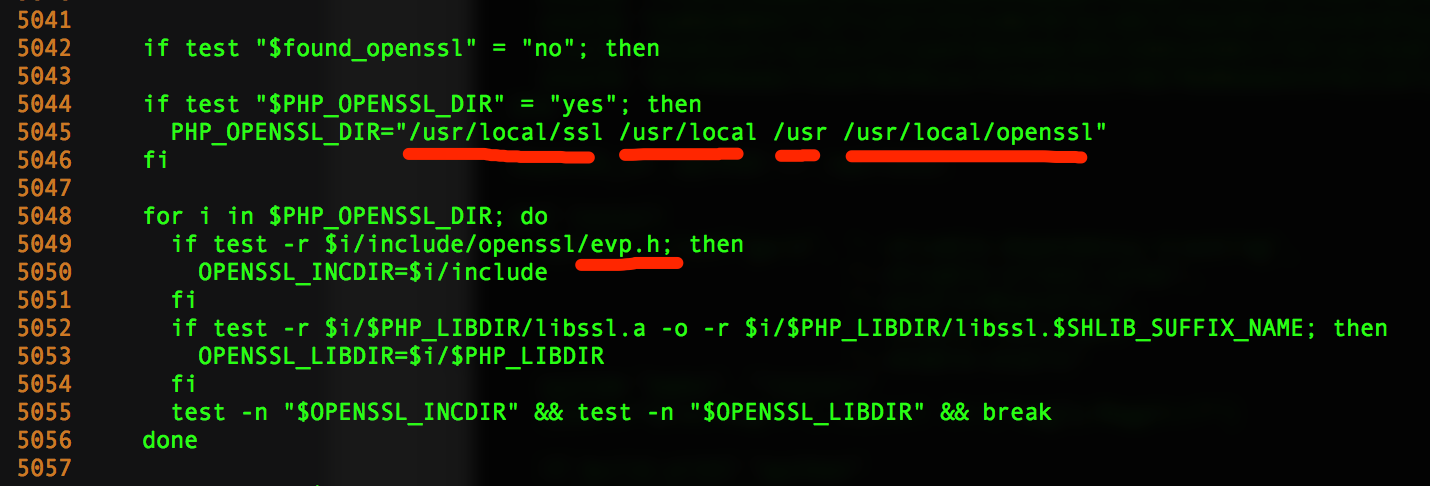 5041
5042 if test "$found_openssl" = "no"; then
5043
5044 if test "$PHP_OPENSSL_DIR" = "yes"; then
5045 PHP_OPENSSL_DIR="/usr/local/ssl /usr/local /usr /usr/local/openssl"
5046 fi
5047
5048 for i in $PHP_OPENSSL_DIR; do
5049 if test -r $i/include/openssl/evp.h; then
5050 OPENSSL_INCDIR=$i/include
5051 fi
5052 if test -r $i/$PHP_LIBDIR/libssl.a -o -r $i/$PHP_LIBDIR/libssl.$SHLIB_SUFFIX_NAME; then
5053 OPENSSL_LIBDIR=$i/$PHP_LIBDIR
5054 fi
5055 test -n "$OPENSSL_INCDIR" && test -n "$OPENSSL_LIBDIR" && break
5056 done
5057